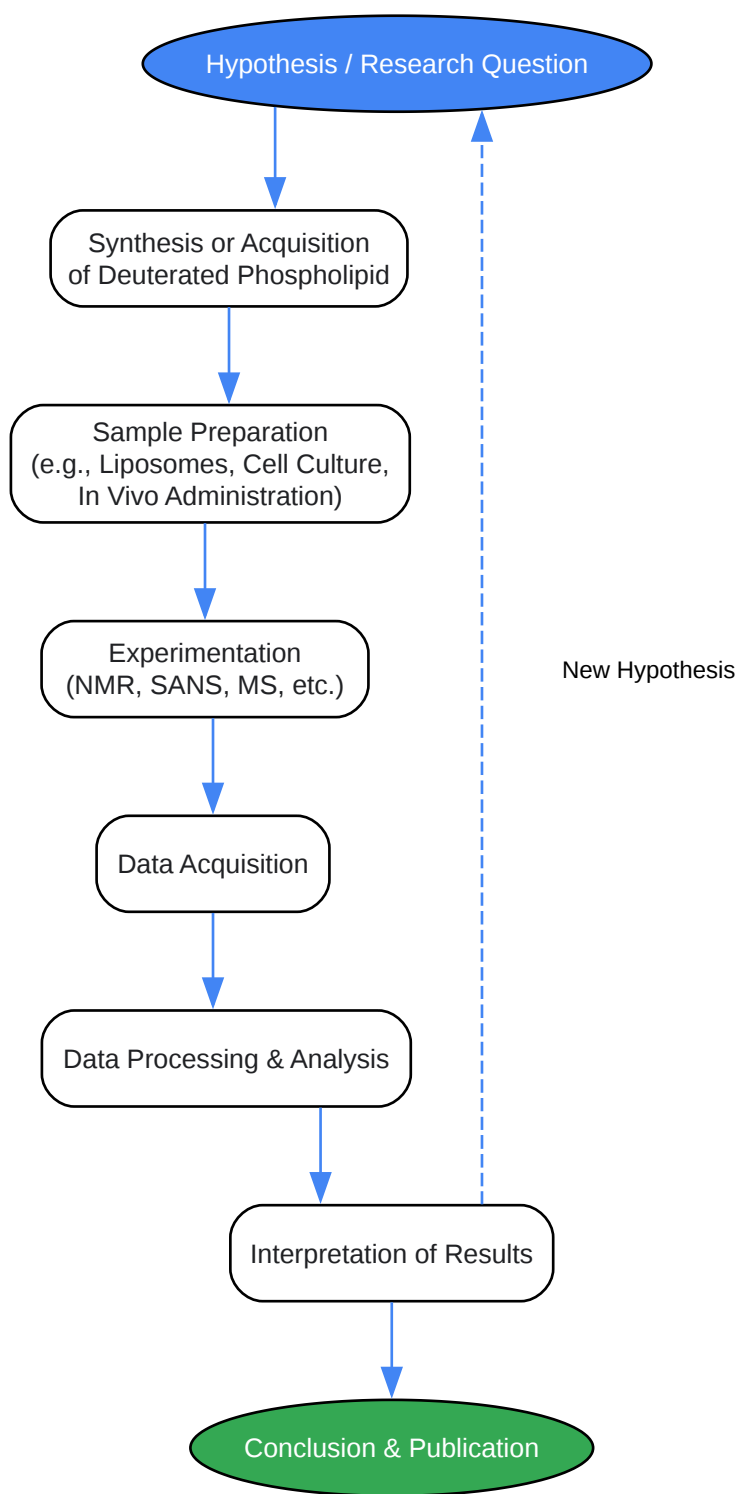 Hypothesis / Research Question
Synthesis or Acquisition
of Deuterated Phospholipid
Sample Preparation
(e.g., Liposomes, Cell Culture,
In Vivo Administration)
Experimentation
(NMR, SANS, MS, etc.)
New Hypothesis
Data Acquisition
Data Processing & Analysis
Interpretation of Results
Conclusion & Publication